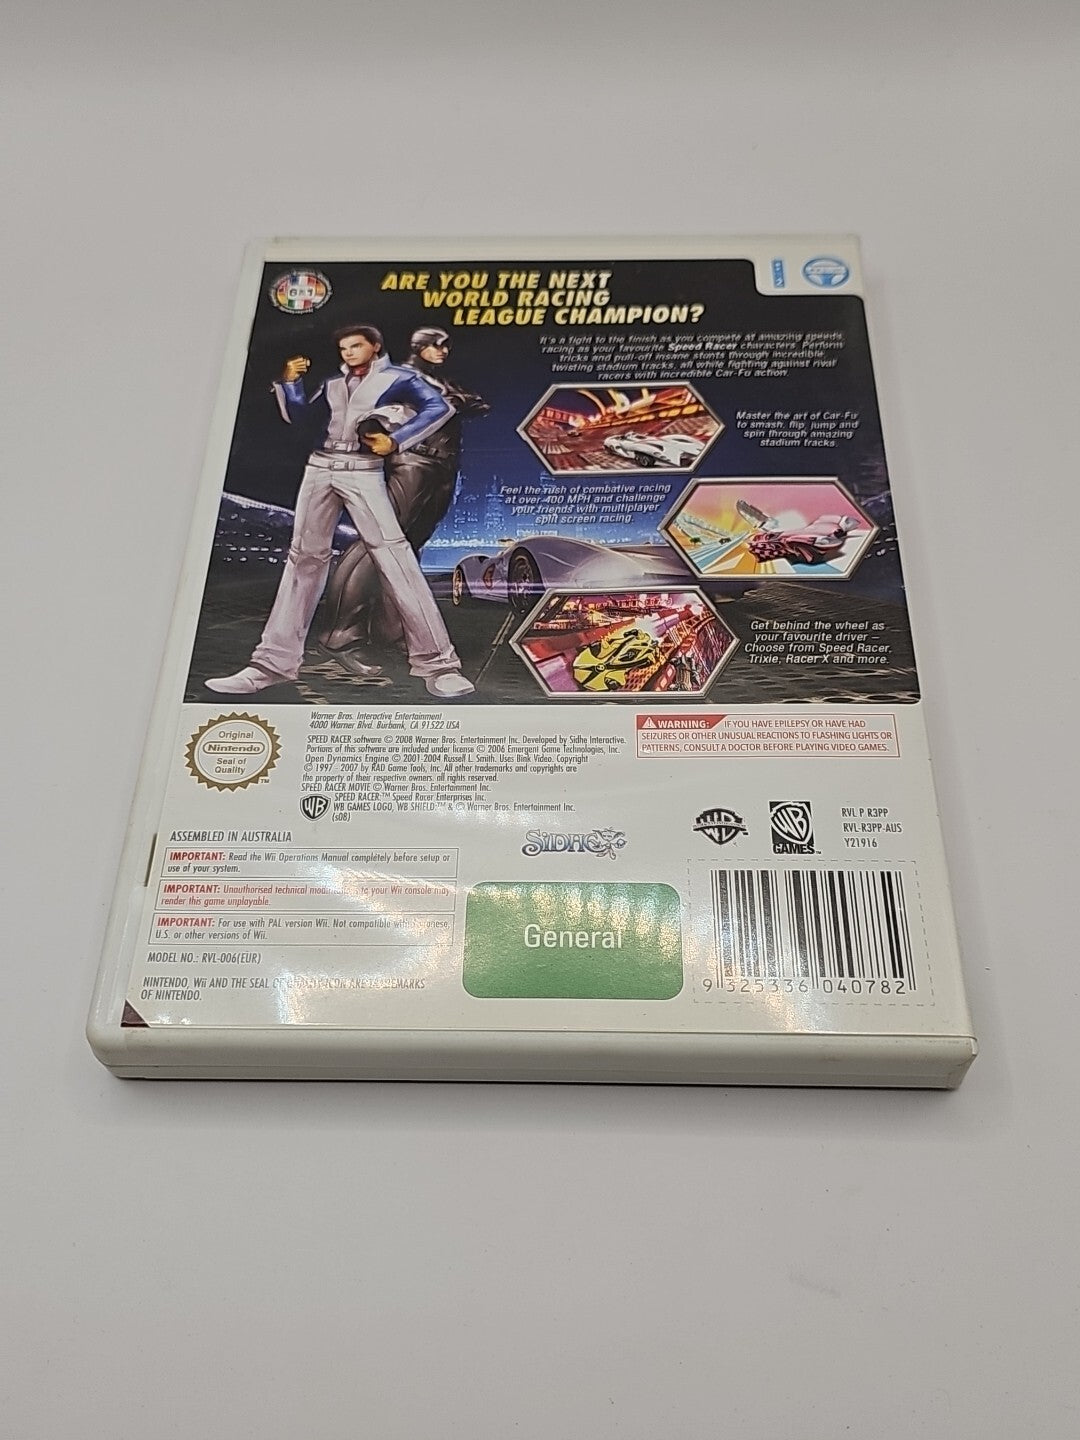 ARE YOU THE NEXT
WORLD RACING
LEAGUE CHAMPION?
It's a fight to the finish as you compete at amazing speeds
racing as your favourite Speed Racer characters. Perform
tricks and pull-off insane stunts through incredible,
twisting stadium tracks, all while fighting against rival
racers with incredible Car-Fu action.
Master the art of Car-Fu
to smash, flip, jump and
spin through amazing
stadium tracks.
Feel the rush of combative racing
at over 400 MPH and challenge
your friends with multiplayer
split screen racing.
Get behind the wheel as
your favourite driver –
Choose from Speed Racer,
Trixie, Racer X and more.
Original
Nintendo
Seal of
Quality
TM
Warner Bros. Interactive Entertainment
4000 Warner Blvd. Burbank, CA 91522 USA
SPEED RACER software © 2008 Warner Bros. Entertainment Inc. Developed by Sidhe Interactive.
Portions of this software are included under license © 2006 Emergent Game Technologies, Inc.
Open Dynamics Engine © 2001-2004 Russell L. Smith. Uses Bink Video. Copyright
© 1997 - 2007 by RAD Game Tools, Inc. All other trademarks and copyrights are
the property of their respective owners. all rights reserved.
SPEED RACER MOVIE © Warner Bros. Entertainment Inc.
SPEED RACER:™ Speed Racer Enterprises Inc.
WB GAMES LOGO, WB SHIELD:™ & © Warner Bros. Entertainment Inc.
(s08)
WARNING: IF YOU HAVE EPILEPSY OR HAVE HAD
SEIZURES OR OTHER UNUSUAL REACTIONS TO FLASHING LIGHTS OR
PATTERNS, CONSULT A DOCTOR BEFORE PLAYING VIDEO GAMES.
SIDHE
WB
GAMES
RVL P R3PP
RVL-R3PP-AUS
Y21916
ASSEMBLED IN AUSTRALIA
IMPORTANT: Read the Wii Operations Manual completely before setup or
use of your system.
IMPORTANT: Unauthorised technical to your Wii console may
render this game unplayable.
IMPORTANT: For use with PAL version Wii. Not compatible
U.S. or other versions of Wii.
MODEL NO.: RVL-006(EUR)
NINTENDO, Wii AND THE SEAL
OF NINTENDO.
General
9 325336 040782